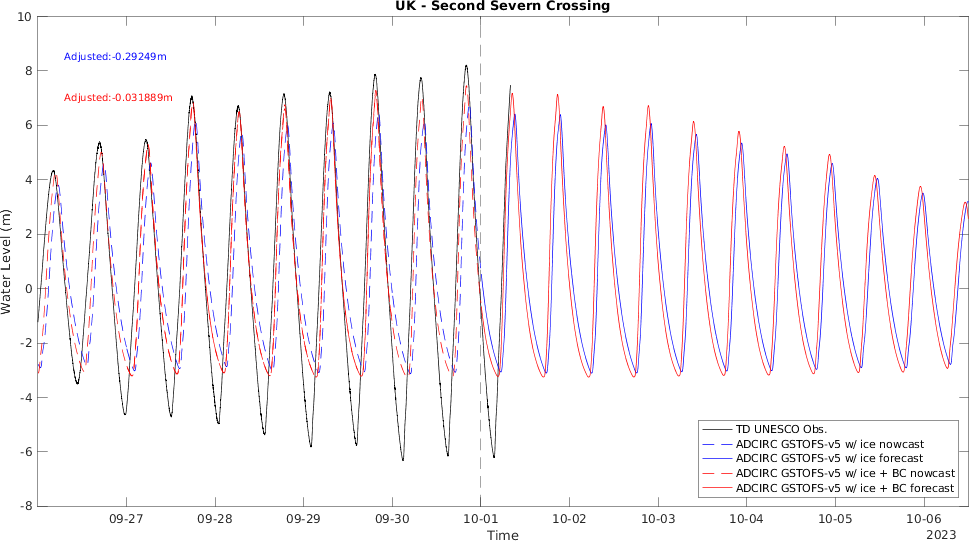 UK - Second Severn Crossing
10
8
6
4
2
0
-2
-4
-6
-8
Water Level (m)
Adjusted:-0.29249m
Adjusted:-0.031889m
TD UNESCO Obs.
ADCIRC GSTOFS-v5 w/ ice nowcast
ADCIRC GSTOFS-v5 w/ ice forecast
ADCIRC GSTOFS-v5 w/ ice + BC nowcast
ADCIRC GSTOFS-v5 w/ ice + BC forecast
09-27 09-28 09-29 09-30 10-01 10-02 10-03 10-04 10-05 10-06
Time
2023